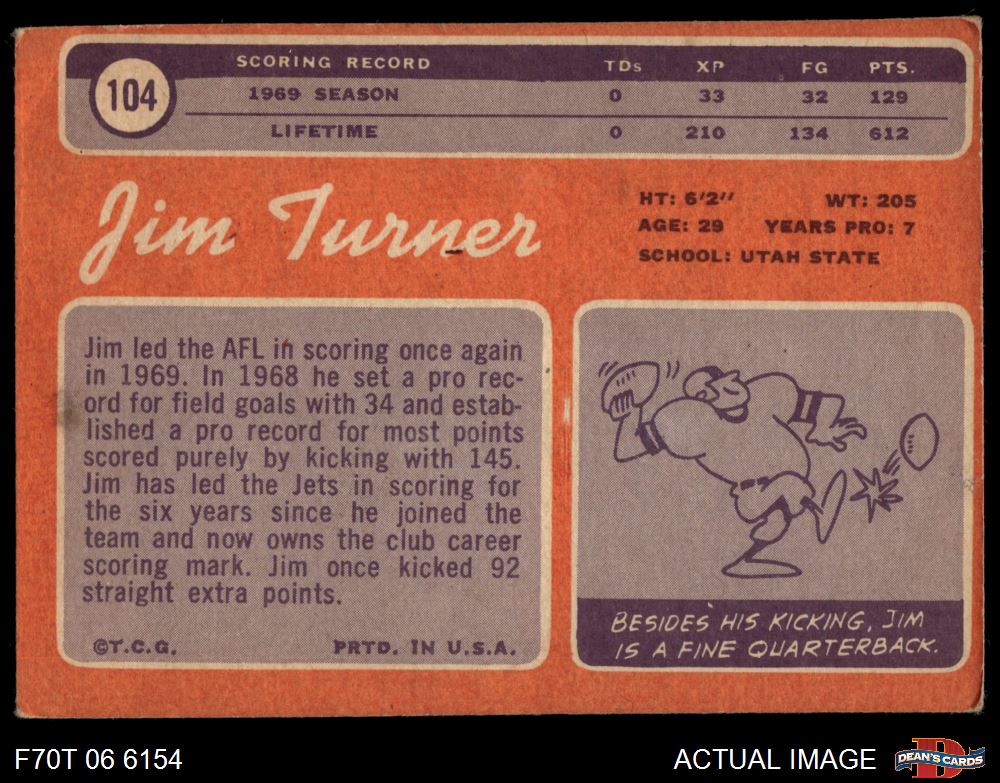 104
SCORING RECORD TDs XP FG PTS.
1969 SEASON 0 33 32 129
LIFETIME 0 210 134 612
Jim Turner
HT: 6'2" WT: 205
AGE: 29 YEARS PRO: 7
SCHOOL: UTAH STATE
Jim led the AFL in scoring once again
in 1969. In 1968 he set a pro rec-
ord for field goals with 34 and estab-
lished a pro record for most points
scored purely by kicking with 145.
Jim has led the Jets in scoring for
the six years since he joined the
team and now owns the club career
scoring mark. Jim once kicked 92
straight extra points.
©T.C.G. PRTD. IN U.S.A.
BESIDES HIS KICKING, JIM
IS A FINE QUARTERBACK.
F70T 06 6154
ACTUAL IMAGE
D
DEAN'S CARDS